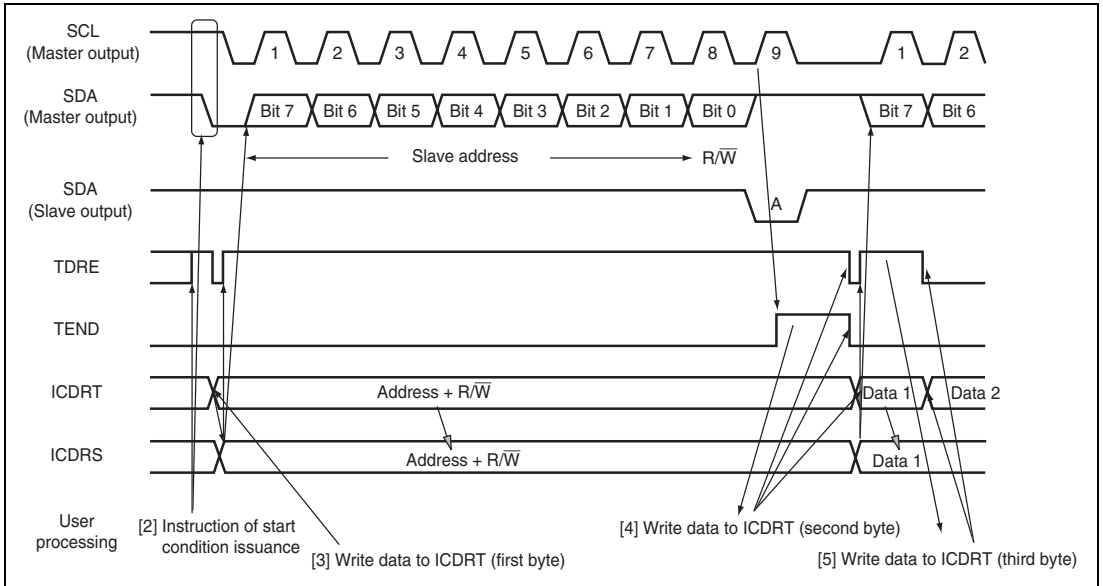 SCL
(Master output)
1 2 3 4 5 6 7 8 9 1 2
SDA
(Master output)
Bit 7 Bit 6 Bit 5 Bit 4 Bit 3 Bit 2 Bit 1 Bit 0 Bit 7 Bit 6
Slave address R/W̅
SDA
(Slave output)
A
TDRE
TEND
ICDRT
Address + R/W̅ Data 1 Data 2
ICDRS
Address + R/W̅ Data 1
User
processing
[2] Instruction of start
condition issuance
[3] Write data to ICDRT (first byte)
[4] Write data to ICDRT (second byte)
[5] Write data to ICDRT (third byte)